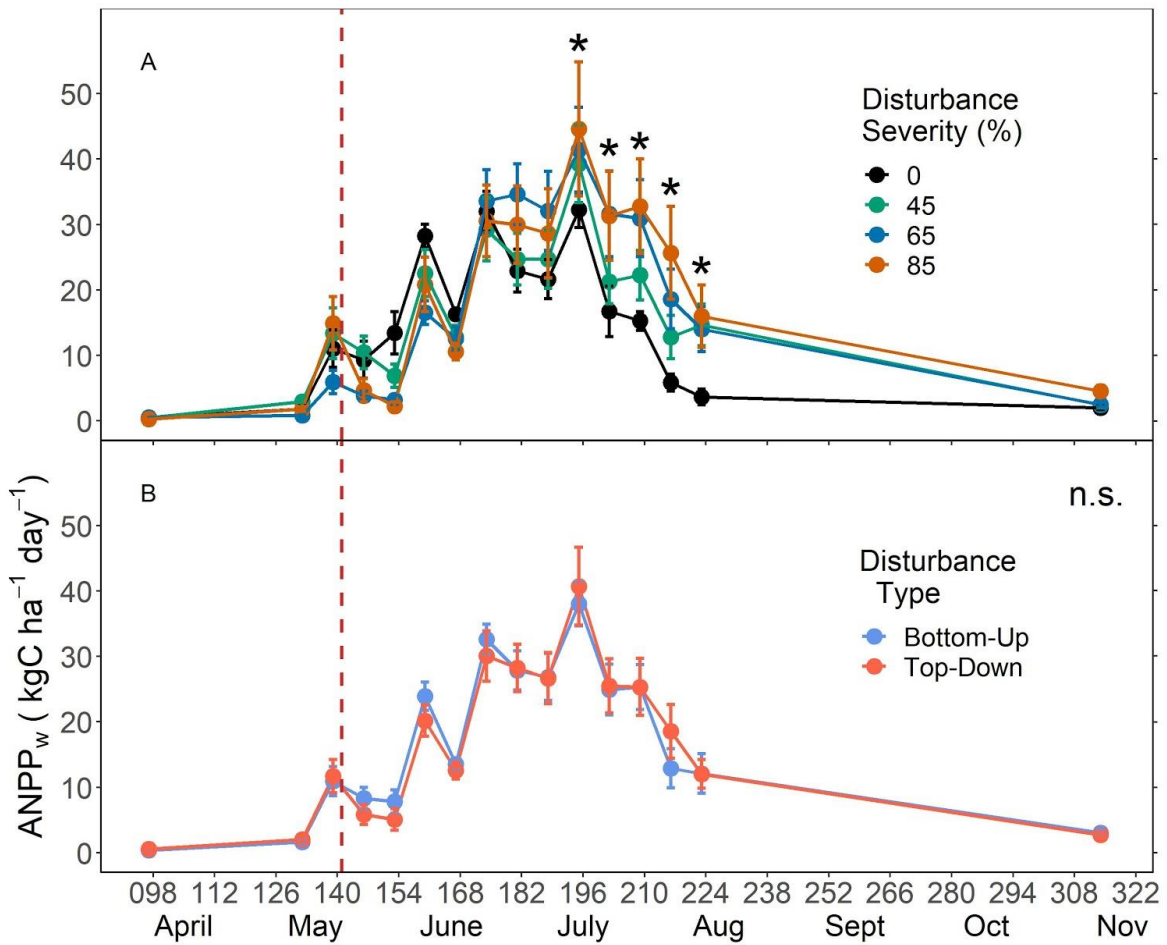 A
*
*
*
*
*
Disturbance
Severity (%)
0
45
65
85
50
40
30
20
10
0
B
n.s.
Disturbance
Type
Bottom-Up
Top-Down
50
40
30
20
10
0
ANPPw ( kgC ha⁻¹ day⁻¹)
098 112 126 140 154 168 182 196 210 224 238 252 266 280 294 308 322
April May June July Aug Sept Oct Nov